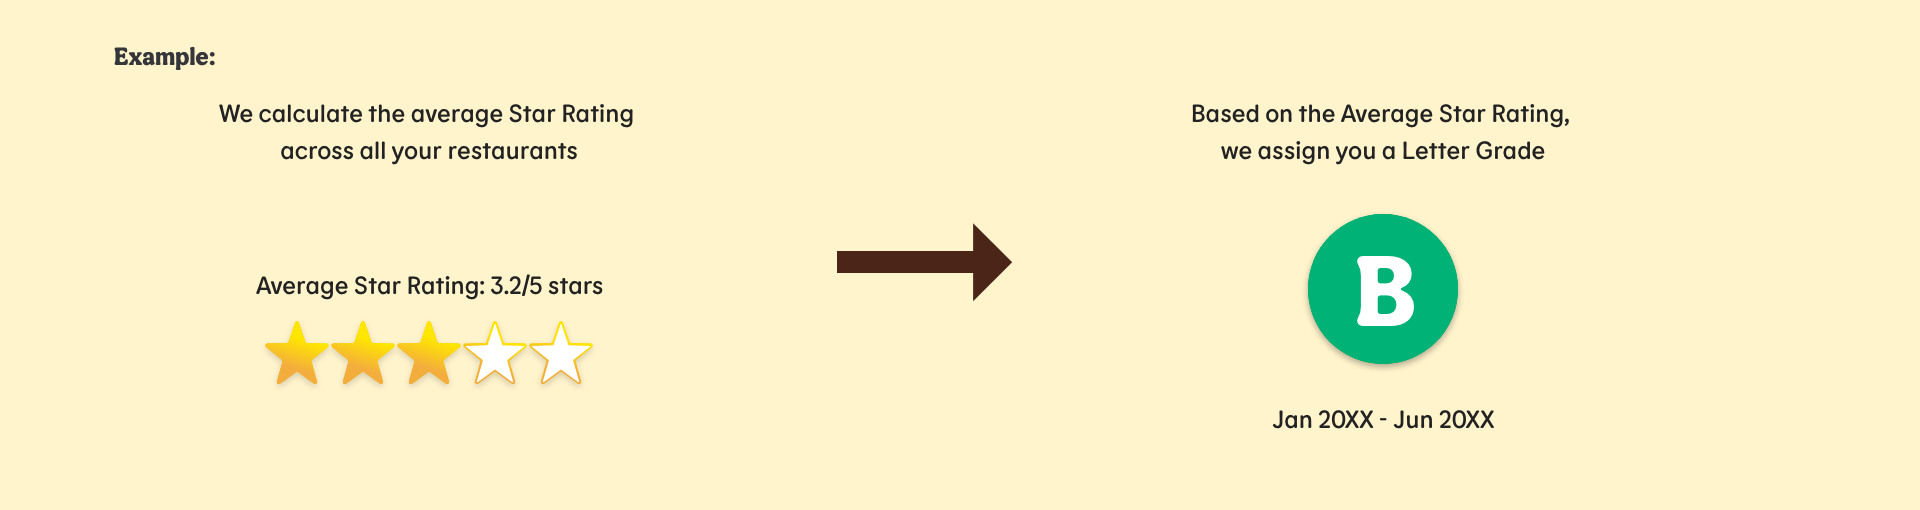 Example:
We calculate the average Star Rating
across all your restaurants
Average Star Rating: 3.2/5 stars
Based on the Average Star Rating,
we assign you a Letter Grade
B
Jan 20XX - Jun 20XX